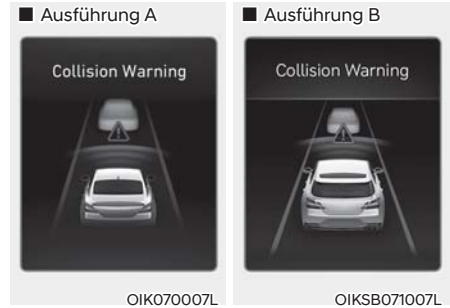 ■ Ausführung A
Collision Warning
OIK070007L
■ Ausführung B
Collision Warning
OIKSB071007L